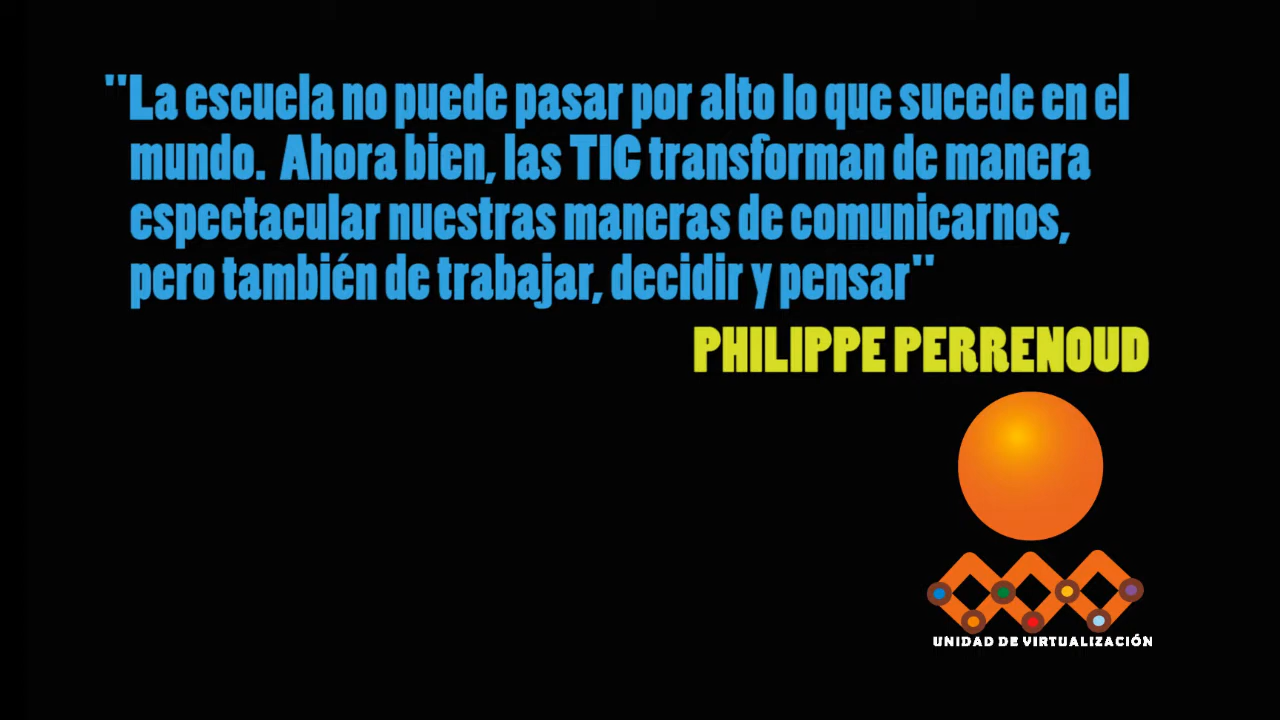 "La escuela no puede pasar por alto lo que sucede en el
mundo. Ahora bien, las TIC transforman de manera
espectacular nuestras maneras de comunicarnos,
pero también de trabajar, decidir y pensar"
PHILIPPE PERRENOUD
UNIDAD DE VIRTUALIZACIÓN